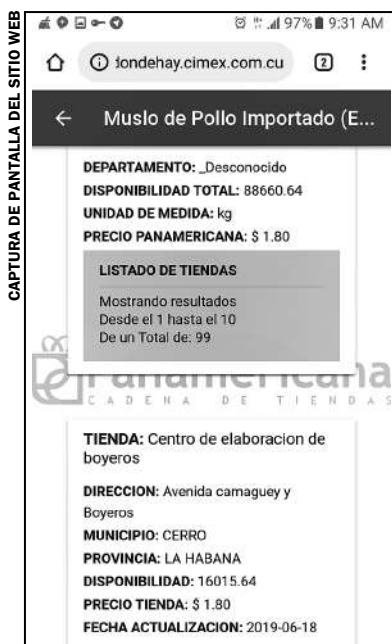 CAPTURA DE PANTALLA DEL SITIO WEB
97% 9:31 AM
dondehay.cimex.com.cu
2
Muslo de Pollo Importado (E...
DEPARTAMENTO: _Desconocido
DISPONIBILIDAD TOTAL: 88660.64
UNIDAD DE MEDIDA: kg
PRECIO PANAMERICANA: $ 1.80
LISTADO DE TIENDAS
Mostrando resultados
Desde el 1 hasta el 10
De un Total de: 99
Panamericana
CADENA DE TIENDAS
TIENDA: Centro de elaboracion de
boyeros
DIRECCION: Avenida camaguey y
Boyeros
MUNICIPIO: CERRO
PROVINCIA: LA HABANA
DISPONIBILIDAD: 16015.64
PRECIO TIENDA: $ 1.80
FECHA ACTUALIZACION: 2019-06-18